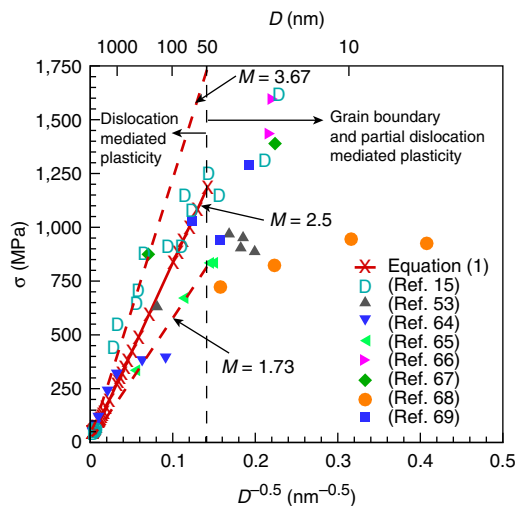 D (nm)
1000 100 50 10
1,750
1,500
1,250
1,000
750
500
250
0
σ (MPa)
M = 3.67
Dislocation
mediated
plasticity
Grain boundary
and partial dislocation
mediated plasticity
M = 2.5
M = 1.73
Equation (1)
D (Ref. 15)
(Ref. 53)
(Ref. 64)
(Ref. 65)
(Ref. 66)
(Ref. 67)
(Ref. 68)
(Ref. 69)
0 0.1 0.2 0.3 0.4 0.5
D⁻⁰·⁵ (nm⁻⁰·⁵)